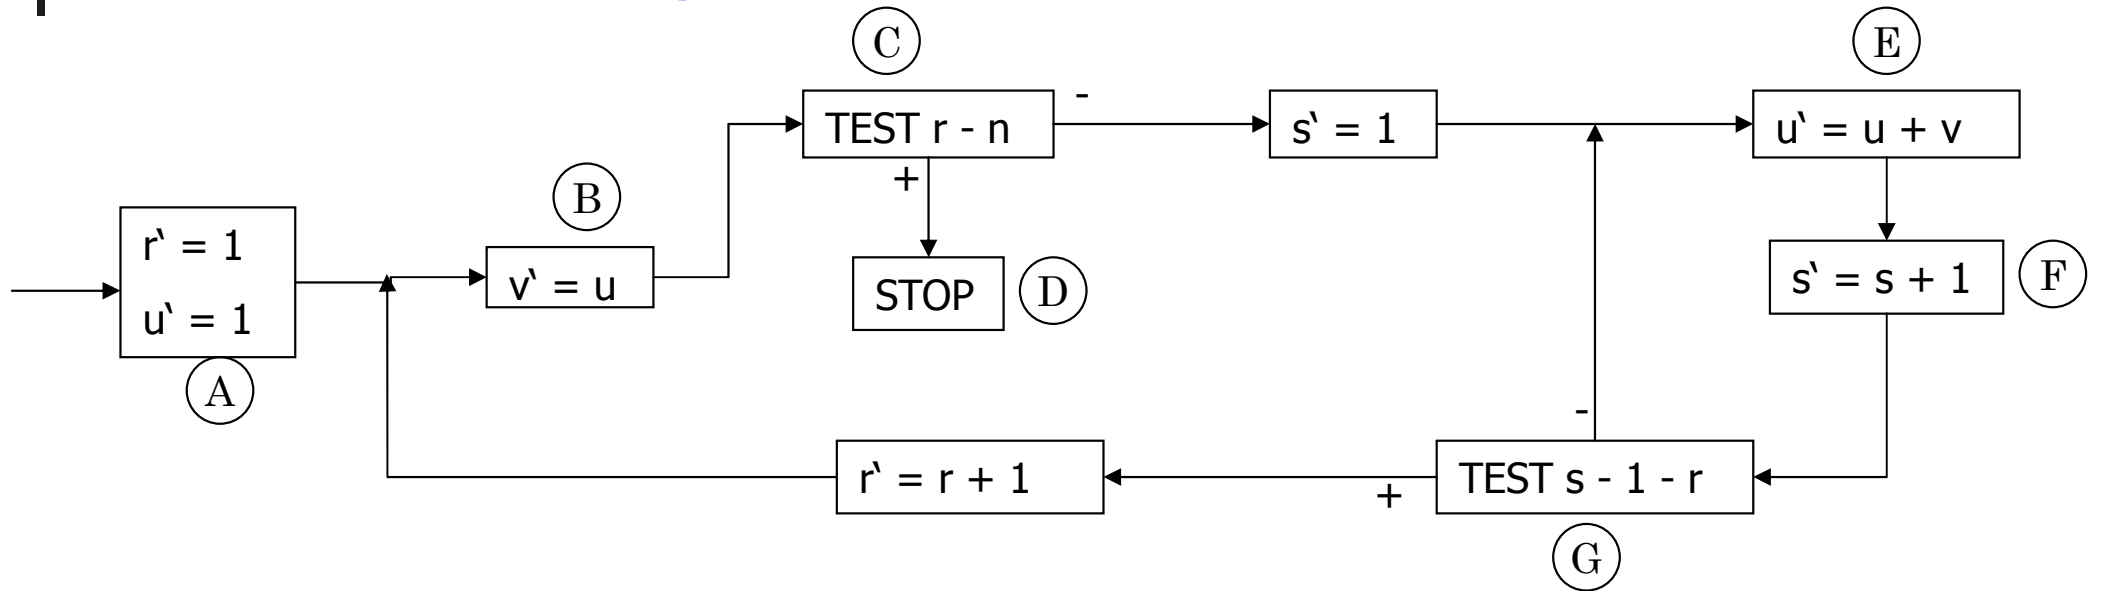 C
E
TEST r - n
-
s‘ = 1
u‘ = u + v
B
+
r‘ = 1
u‘ = 1
v‘ = u
STOP
D
s‘ = s + 1
F
A
-
r‘ = r + 1
+
TEST s - 1 - r
G